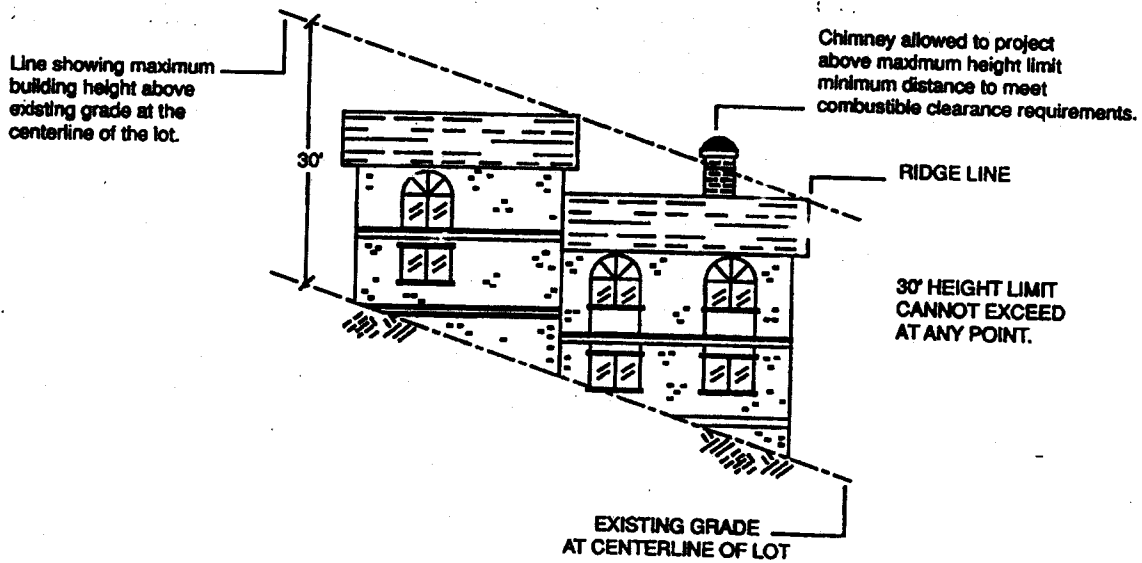 Line showing maximum
building height above
existing grade at the
centerline of the lot.
30'
Chimney allowed to project
above maximum height limit
minimum distance to meet
combustible clearance requirements.
RIDGE LINE
30' HEIGHT LIMIT
CANNOT EXCEED
AT ANY POINT.
EXISTING GRADE
AT CENTERLINE OF LOT